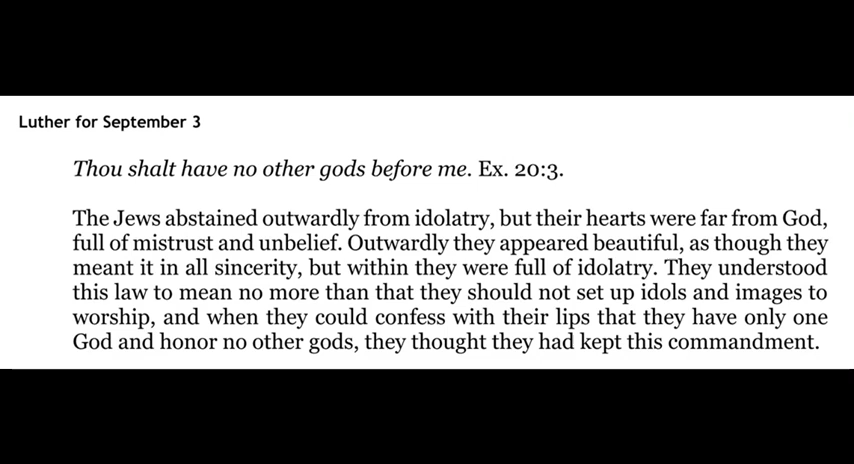 Luther for September 3
Thou shalt have no other gods before me. Ex. 20:3.
The Jews abstained outwardly from idolatry, but their hearts were far from God,
full of mistrust and unbelief. Outwardly they appeared beautiful, as though they
meant it in all sincerity, but within they were full of idolatry. They understood
this law to mean no more than that they should not set up idols and images to
worship, and when they could confess with their lips that they have only one
God and honor no other gods, they thought they had kept this commandment.